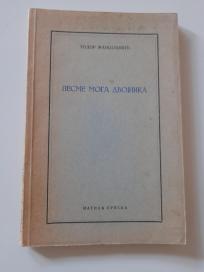 ТОДОР МАНОЈЛОВИЋ
ПЕСМЕ МОГА ДВОЈНИКА
МАТИЦА СРПСКА